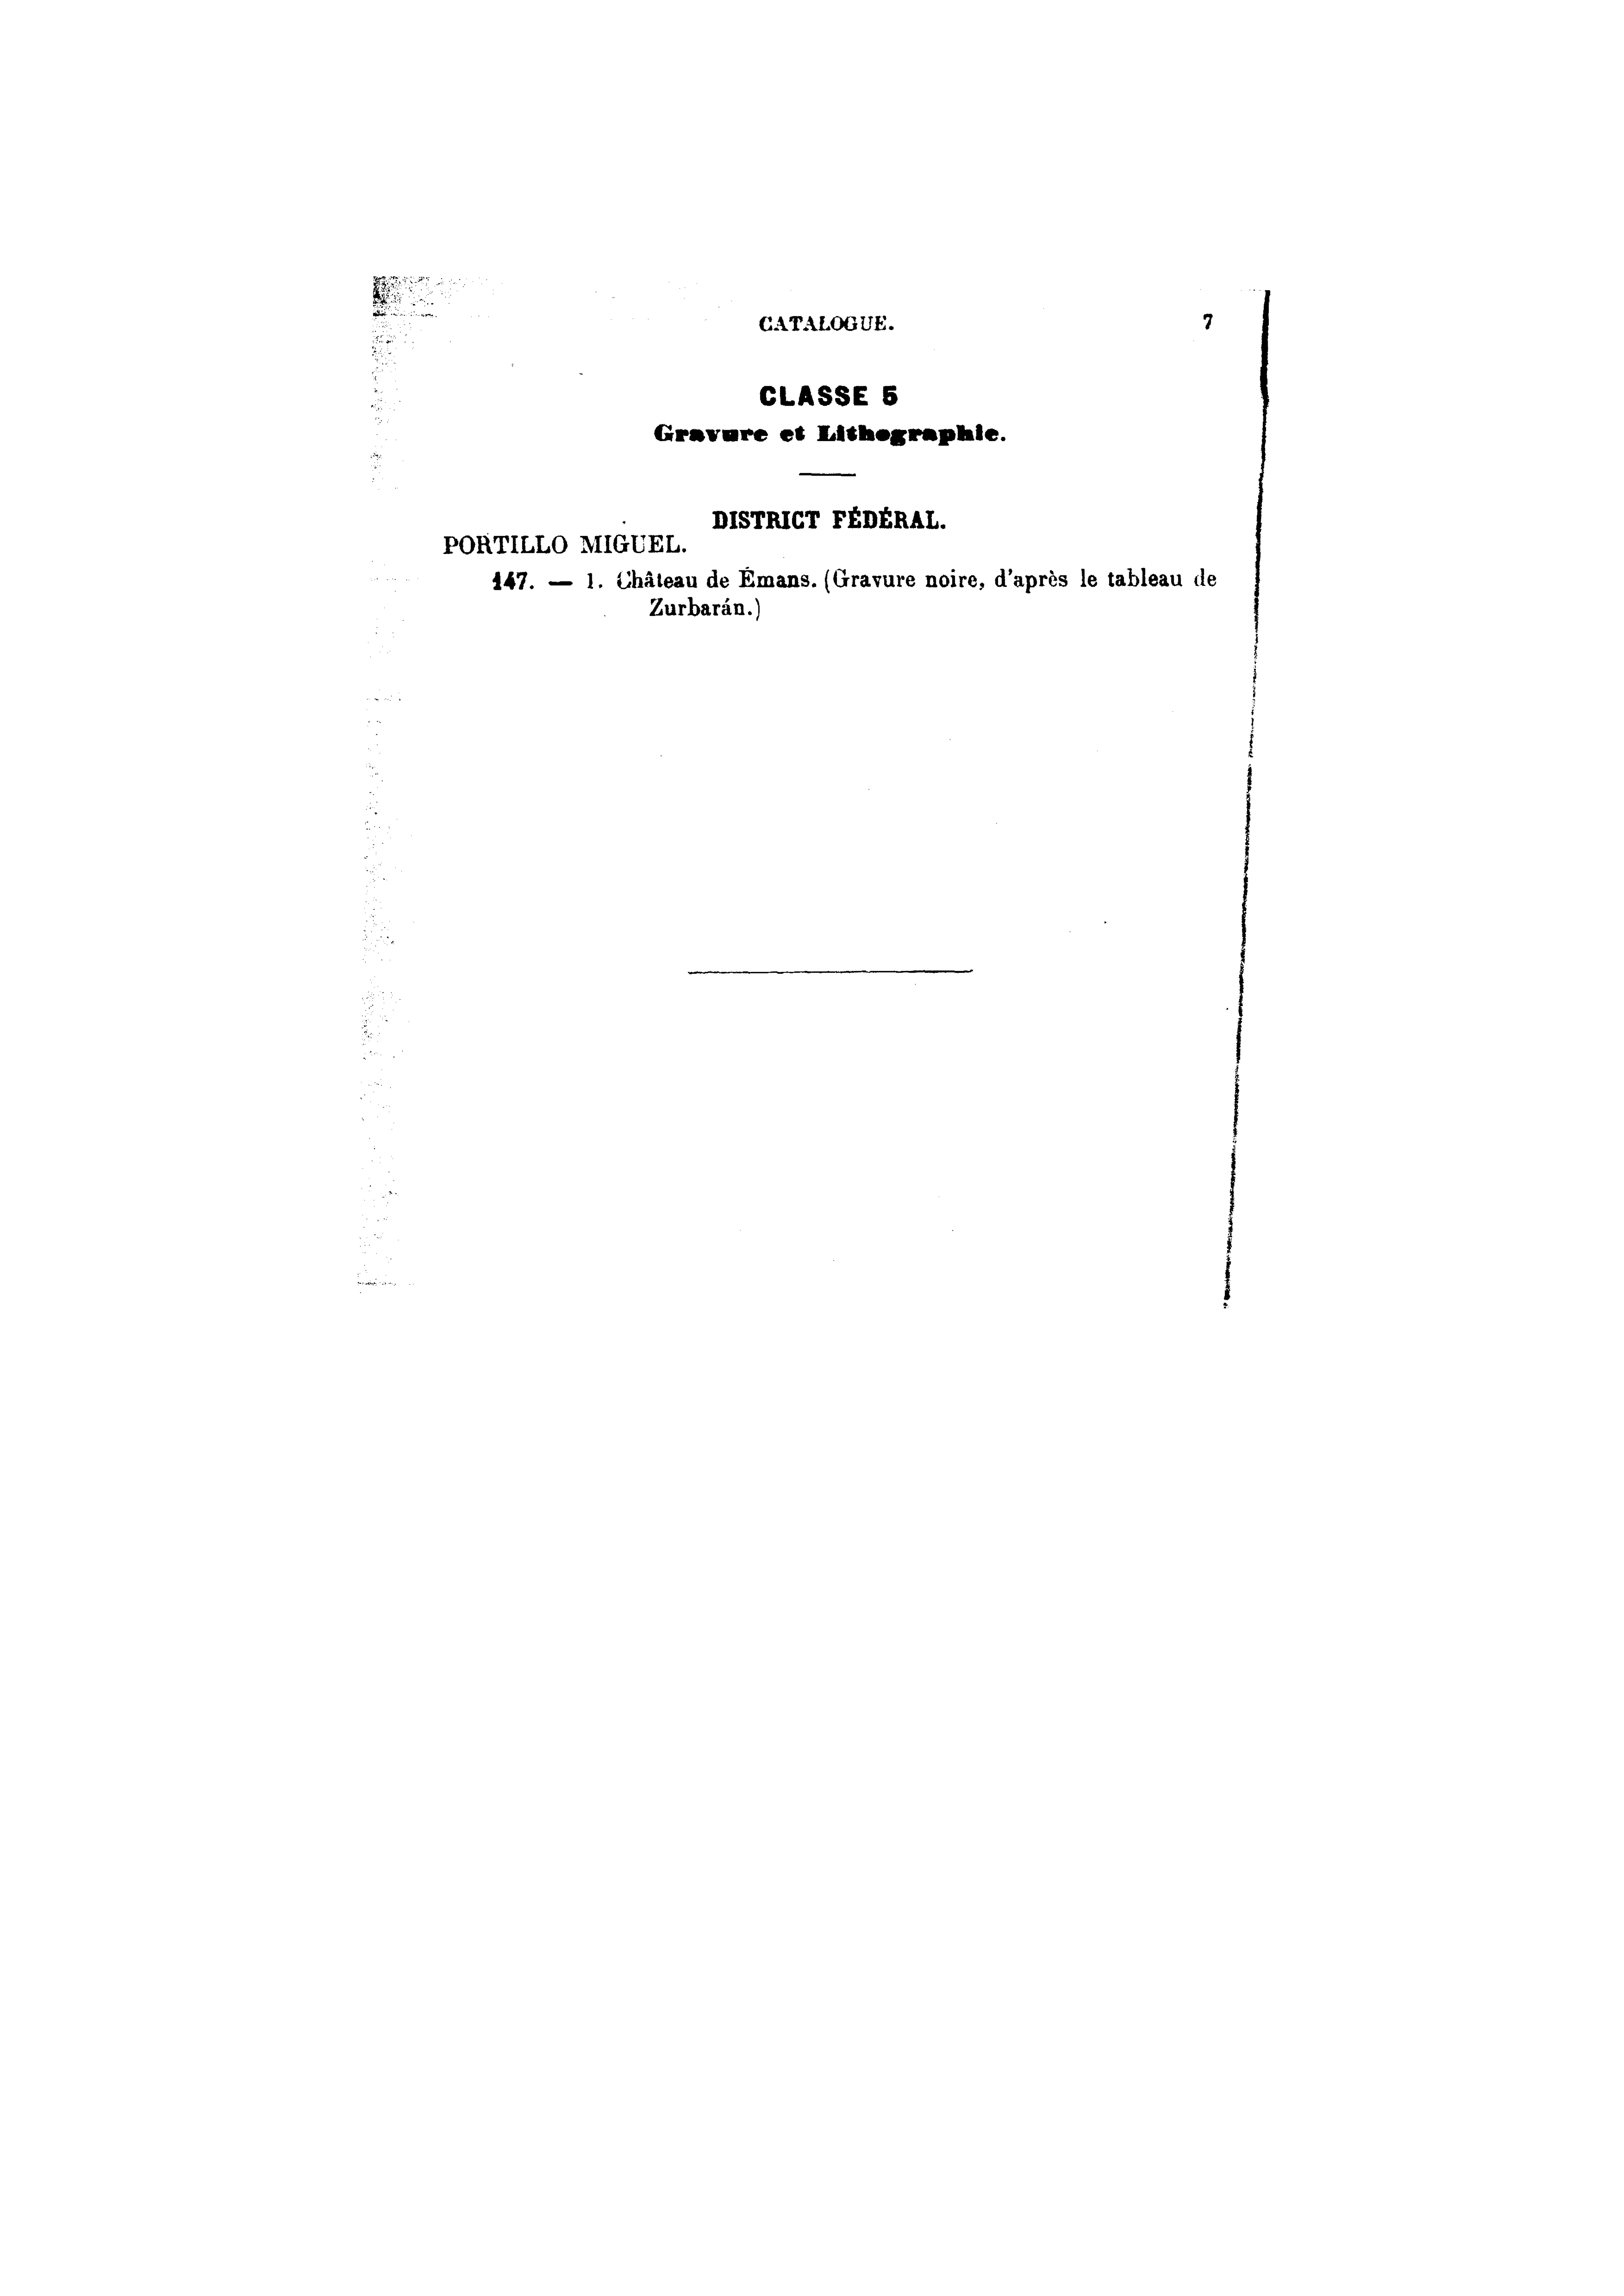 CATALOGUE. 7
CLASSE 5
Gravure et Lithographie.
DISTRICT FÉDÉRAL.
PORTILLO MIGUEL.
147. — 1. Château de Émans. (Gravure noire, d'après le tableau de
Zurbarán.)